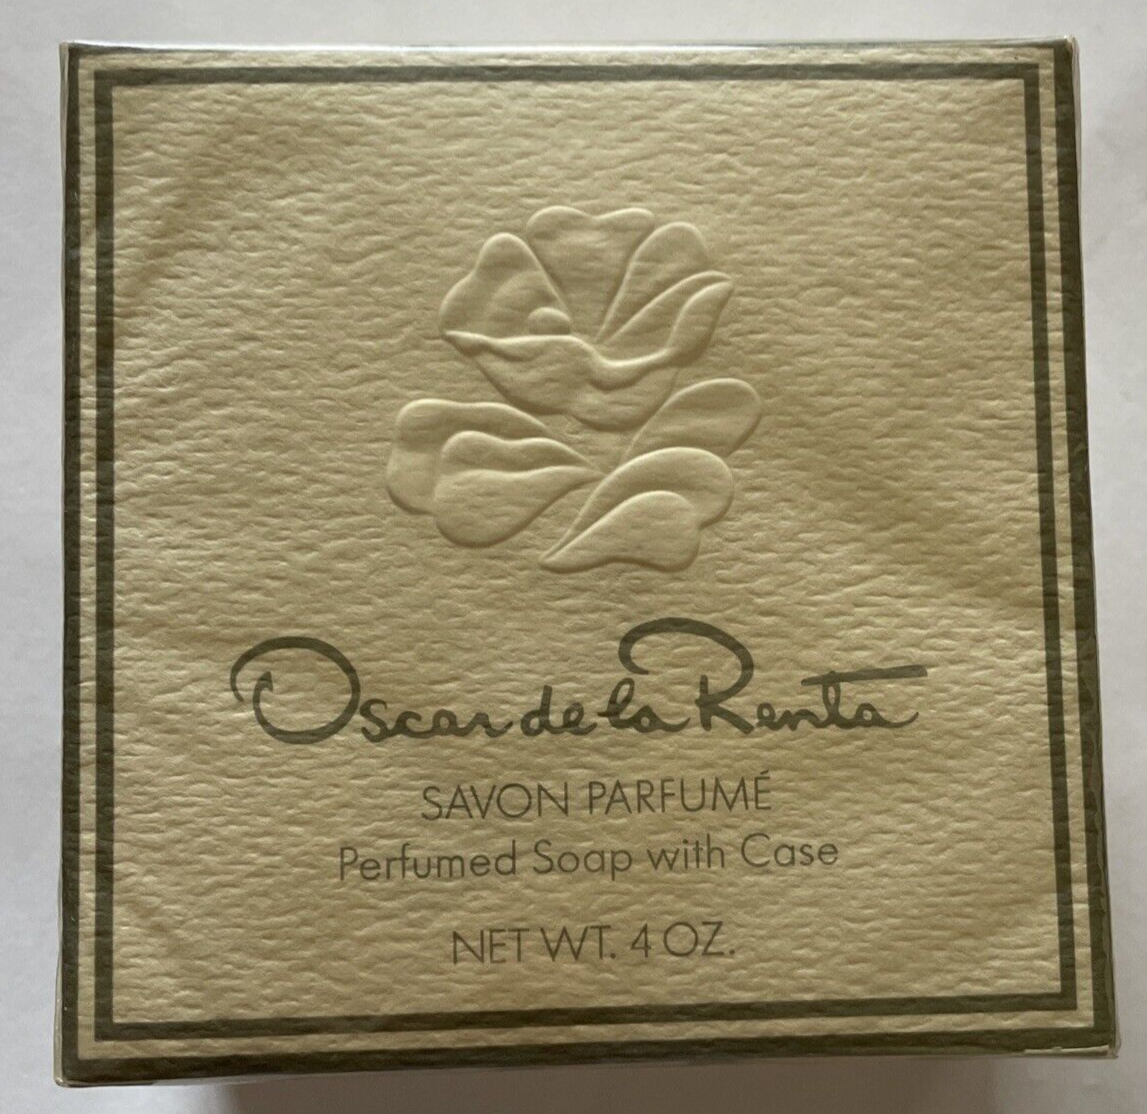 Oscar de la Renta
SAVON PARFUMÉ
Perfumed Soap with Case
NET WT. 4 OZ.